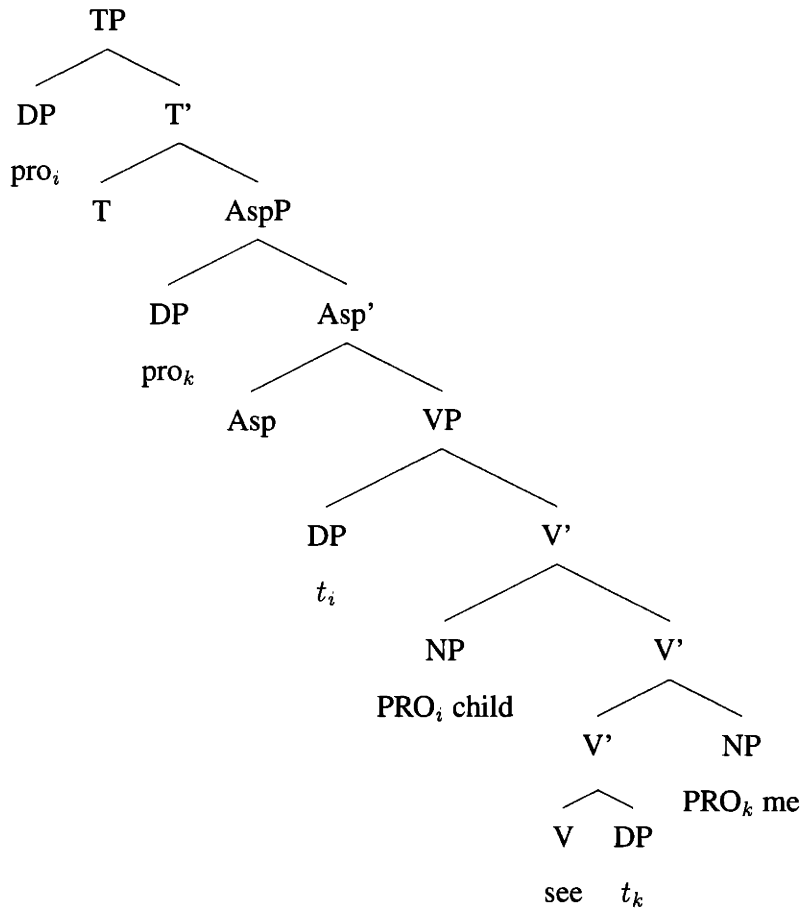 TP
DP T'
pro_i
T AspP
DP Asp'
pro_k
Asp VP
DP V'
t_i
NP V'
PRO_i child
V' NP
PRO_k me
V DP
see t_k